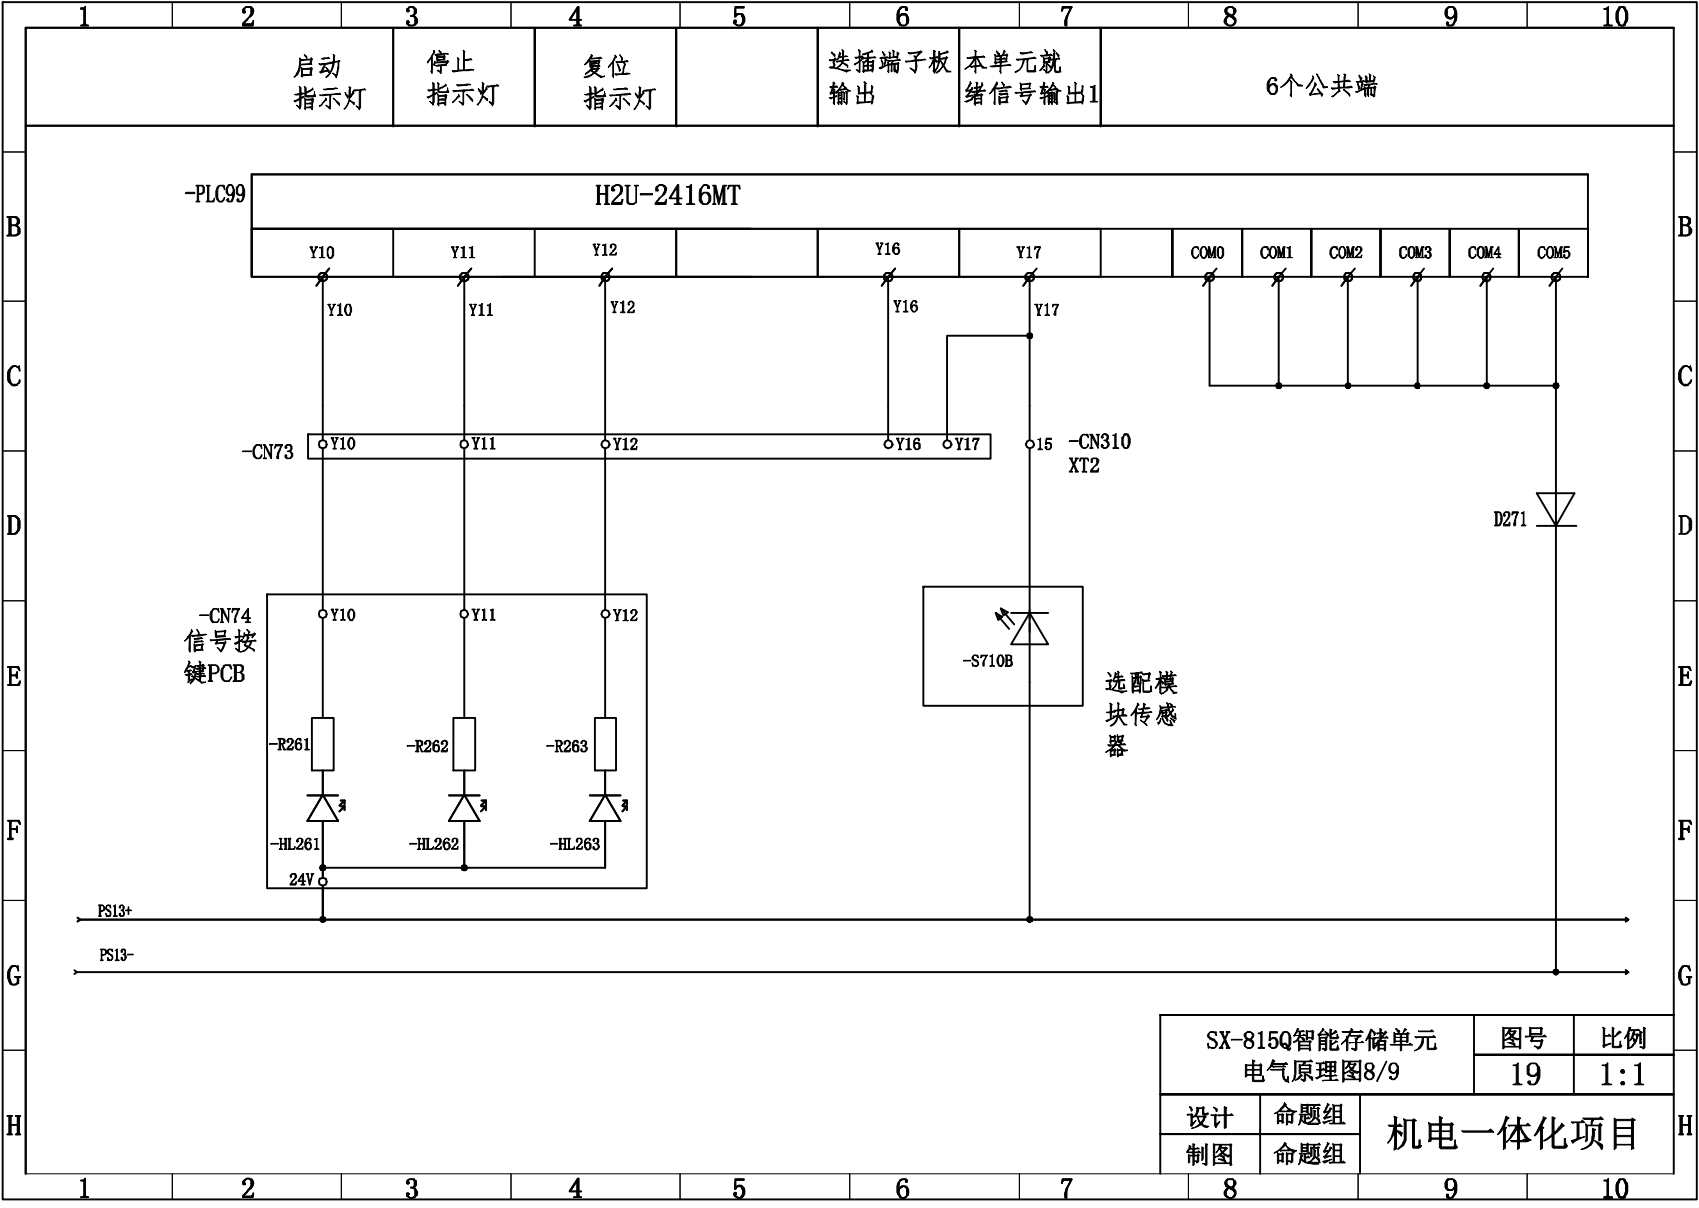 1 2 3 4 5 6 7 8 9 10
启动 停止 复位 迭插端子板 本单元就
指示灯 指示灯 指示灯 输出 绪信号输出1 6个公共端
-PLC99 H2U-2416MT
B B
Y10 Y11 Y12 Y16 Y17 COM0 COM1 COM2 COM3 COM4 COM5
Y10 Y11 Y12 Y16 Y17
C C
-CN73 Y10 Y11 Y12 Y16 Y17 15 -CN310
XT2
D D271 D
-CN74 Y10 Y11 Y12
信号按
键PCB
-S710B
E E
选配模
块传感
器
-R261 -R262 -R263
F F
-HL261 -HL262 -HL263
24V
PS13+
PS13-
G G
SX-815Q智能存储单元 图号 比例
电气原理图8/9 19 1:1
设计 命题组 机电一体化项目
制图 命题组
H H
1 2 3 4 5 6 7 8 9 10